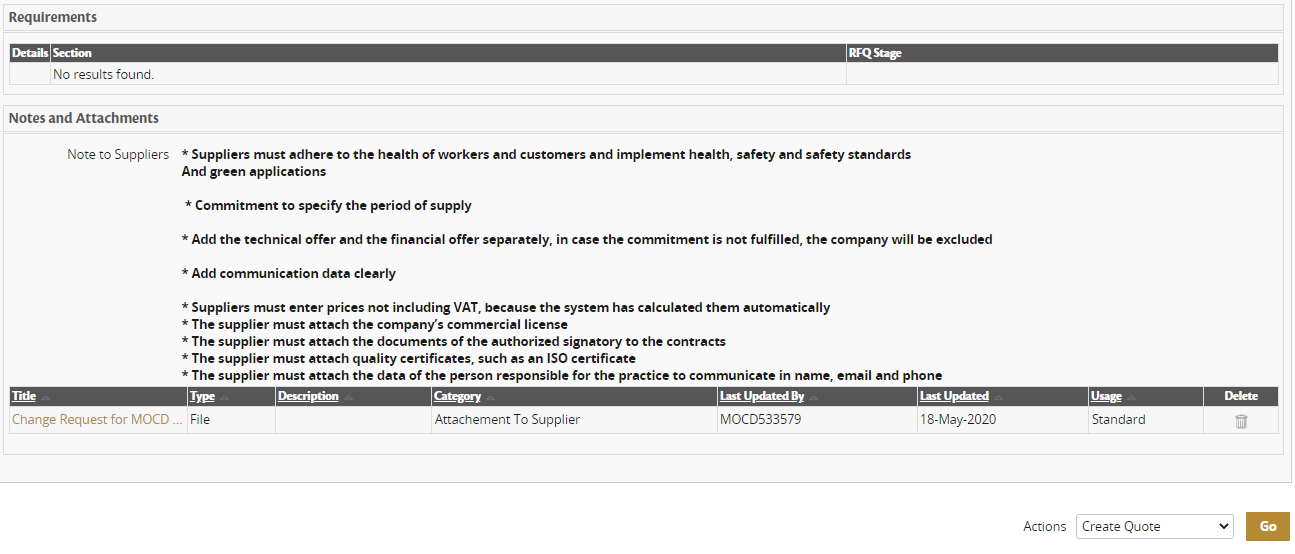 Requirements
Details Section RFQ Stage
No results found.
Notes and Attachments
Note to Suppliers * Suppliers must adhere to the health of workers and customers and implement health, safety and safety standards
And green applications
* Commitment to specify the period of supply
* Add the technical offer and the financial offer separately, in case the commitment is not fulfilled, the company will be excluded
* Add communication data clearly
* Suppliers must enter prices not including VAT, because the system has calculated them automatically
* The supplier must attach the company's commercial license
* The supplier must attach the documents of the authorized signatory to the contracts
* The supplier must attach quality certificates, such as an ISO certificate
* The supplier must attach the data of the person responsible for the practice to communicate in name, email and phone
Title Type Description Category Last Updated By Last Updated Usage Delete
Change Request for MOCD ... File Attachement To Supplier MOCD533579 18-May-2020 Standard
Actions Create Quote Go